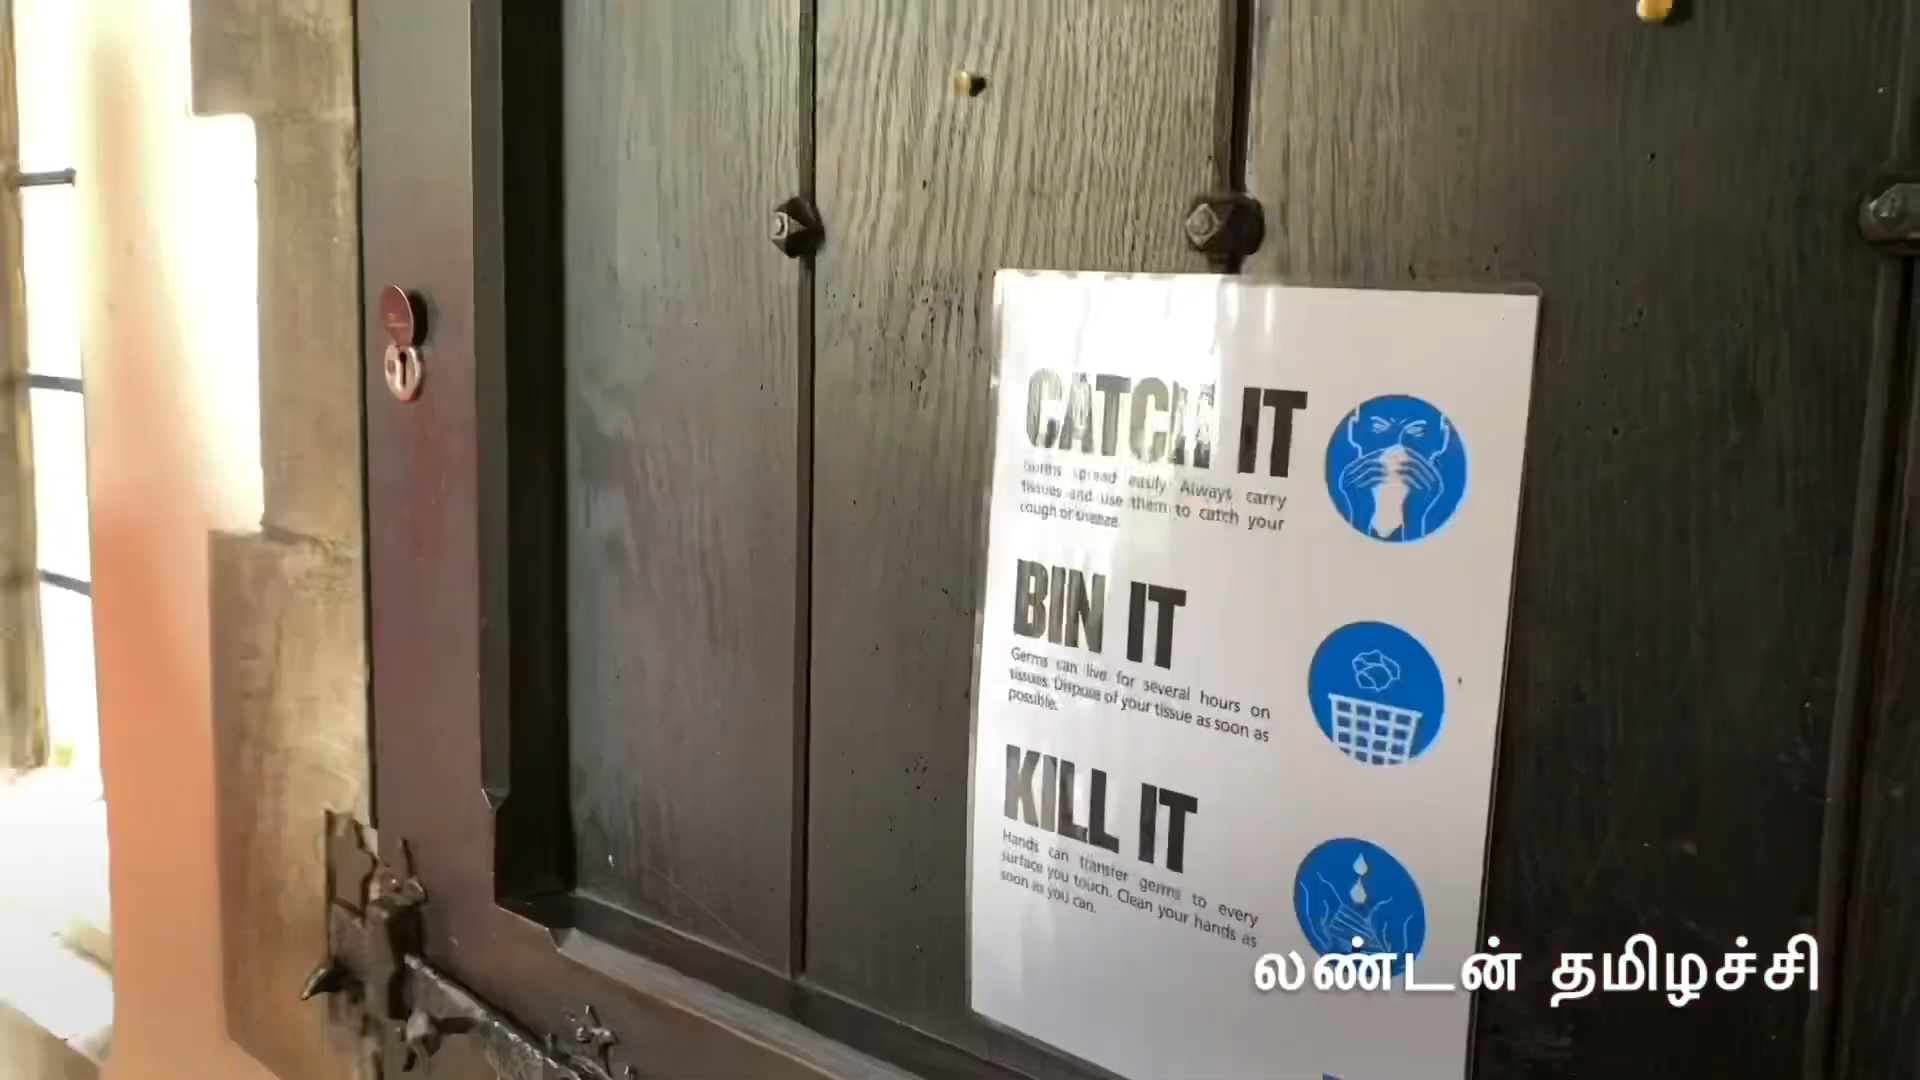 CATCH IT
Germs spread easily. Always carry
tissues and use them to catch your
cough or sneeze.
BIN IT
Germs can live for several hours on
tissues. Dispose of your tissue as soon as
possible.
KILL IT
Hands can transfer germs to every
surface you touch. Clean your hands as
soon as you can.
லண்டன் தமிழச்சி